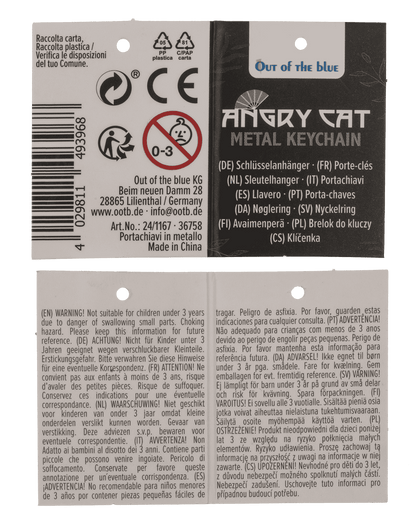 Raccolta carta,
Raccolta plastica /
Verifica le disposizioni
del tuo Comune.
05
PP
plastica
81
C/PAP
carta
0-3
4 029811 493968
Out of the blue KG
Beim neuen Damm 28
28865 Lilienthal / Germany
www.ootb.de · info@ootb.de
Art.No.: 24/1167 · 36758
Portachiavi in metallo
Made in China
Out of the blue
ANGRY CAT
METAL KEYCHAIN
(DE) Schlüsselanhänger · (FR) Porte-clés
(NL) Sleutelhanger · (IT) Portachiavi
(ES) Llavero · (PT) Porta-chaves
(DA) Nøglering · (SV) Nyckelring
(FI) Avaimenperä · (PL) Brelok do kluczy
(CS) Klíčenka
(EN) WARNING! Not suitable for children under 3 years
due to danger of swallowing small parts. Choking
hazard. Please keep this information for future
reference. (DE) ACHTUNG! Nicht für Kinder unter 3
Jahren geeignet wegen verschluckbarer Kleinteile.
Erstickungsgefahr. Bitte verwahren Sie diese Hinweise
für eine eventuelle Korrespondenz. (FR) ATTENTION! Ne
convient pas aux enfants à moins de 3 ans, risque
d'avaler des petites pièces. Risque de suffoquer.
Conservez ces indications pour une éventuelle
correspondance. (NL) WAARSCHUWING! Niet geschikt
voor kinderen van onder 3 jaar omdat kleine
onderdelen verslikt kunnen worden. Gevaar van
verstikking. Deze adviezen s.v.p. bewaren voor
eventuele correspondentie. (IT) AVVERTENZA! Non
Adatto ai bambini al disotto dei 3 anni. Contiene parti
piccole che possono venire ingoiate. Pericolo di
soffocamento. Conservate per favore queste
annotazione per un'eventuale corrispondenza. (ES)
¡ADVERTENCIA! No recomendable para niños menores
de 3 años por contener piezas pequeñas fáciles de
tragar. Peligro de asfixia. Por favor, guarden estas
indicaciones para cualquier consulta. (PT) ADVERTÊNCIA!
Não adequado para crianças com menos de 3 anos
devido ao perigo de engolir peças pequenas. Perigo de
asfixia. Por favor mantenha esta informação para
referência futura. (DA) ADVARSEL! Ikke egnet til børn
under 3 år pga. smådele. Fare for kvælning. Gem
emballagen for evt. fremtidig reference. (SV) VARNING!
Ej lämpligt för barn under 3 år på grund av små delar
och risk för kvävning. Spara förpackningen. (FI)
VAROITUS! Ei sovellu alle 3 vuotialle. Sisältää pieniä osia
jotka voivat aiheuttaa nielaistuna tukehtumisvaaraan.
Säilytä osoite myöhempää käyttöä varten. (PL)
OSTRZEŻENIE! Produkt nieodpowiedni dla dzieci poniżej
lat 3 ze względu na ryzyko połknięcia małych
elementów. Ryzyko udławienia. Proszę zachowaj tą
informację na przyszłość z uwagi na informacje w niej
zawarte. (CS) UPOZORNĚNÍ! Nevhodné pro děti do 3 let,
z důvodu nebezpečí možného spolknutí malých částí.
Nebezpečí zadušení. Uschovejte tuto informaci pro
případnou budoucí potřebu.